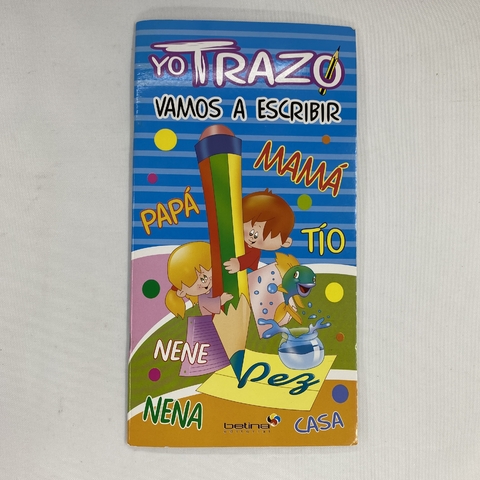 YO TRAZO
VAMOS A ESCRIBIR
MAMÁ
PAPÁ
TÍO
NENE
Pez
NENA
betina
CASA